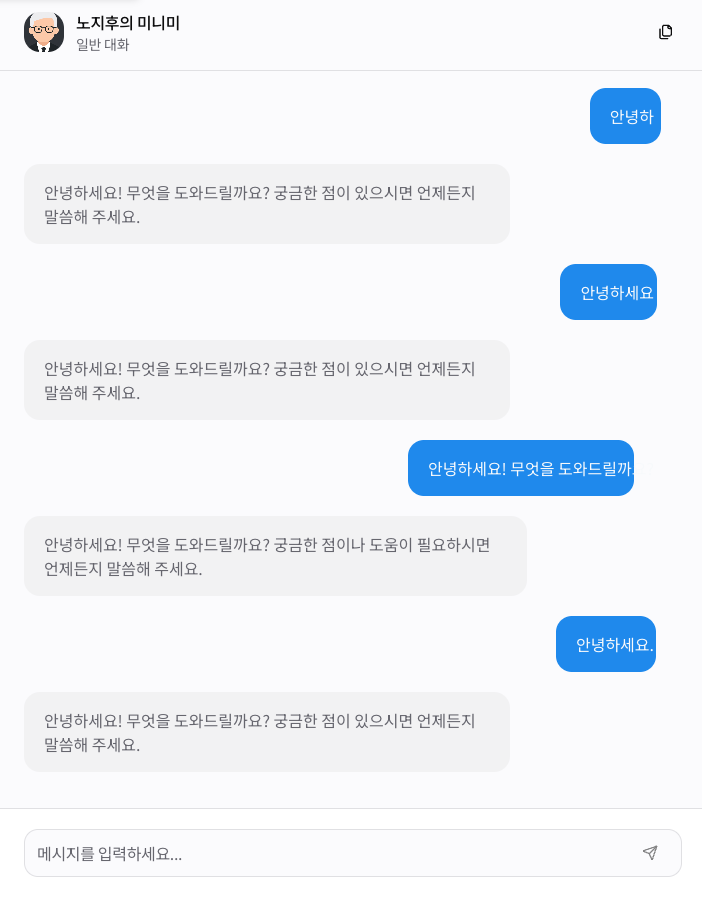 노지후의 미니미
일반 대화
안녕하
안녕하세요! 무엇을 도와드릴까요? 궁금한 점이 있으시면 언제든지
말씀해 주세요.
안녕하세요
안녕하세요! 무엇을 도와드릴까요? 궁금한 점이 있으시면 언제든지
말씀해 주세요.
안녕하세요! 무엇을 도와드릴까.
안녕하세요! 무엇을 도와드릴까요? 궁금한 점이나 도움이 필요하시면
언제든지 말씀해 주세요.
안녕하세요.
안녕하세요! 무엇을 도와드릴까요? 궁금한 점이 있으시면 언제든지
말씀해 주세요.
메시지를 입력하세요...